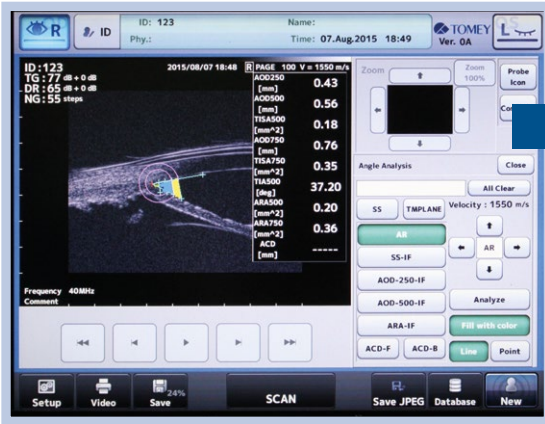 R ID
ID: 123
Name:
Phy.:
Time: 07.Aug.2015 18:49
TOMEY
Ver. 0A
L
ID:123
TG:77 dB + 0 dB
DR:65 dB + 0 dB
NG:55 steps
2015/08/07 18:48 R PAGE 100 V = 1550 m/s
AOD250 [mm] 0.43
AOD500 [mm] 0.56
TISA500 [mm^2] 0.18
AOD750 [mm] 0.76
TISA750 [mm^2] 0.35
TIA500 [deg] 37.20
ARA500 [mm^2] 0.20
ARA750 [mm^2] 0.36
ACD [mm] -----
Frequency 40MHz
Comment
Zoom
Zoom 100%
Probe Icon
Angle Analysis
Close
All Clear
SS TMPLANE Velocity : 1550 m/s
AR
AR
SS-IF
AOD-250-IF
AOD-500-IF
Analyze
ARA-IF
Fill with color
ACD-F ACD-B Line Point
24%
Setup Video Save SCAN Save JPEG Database New